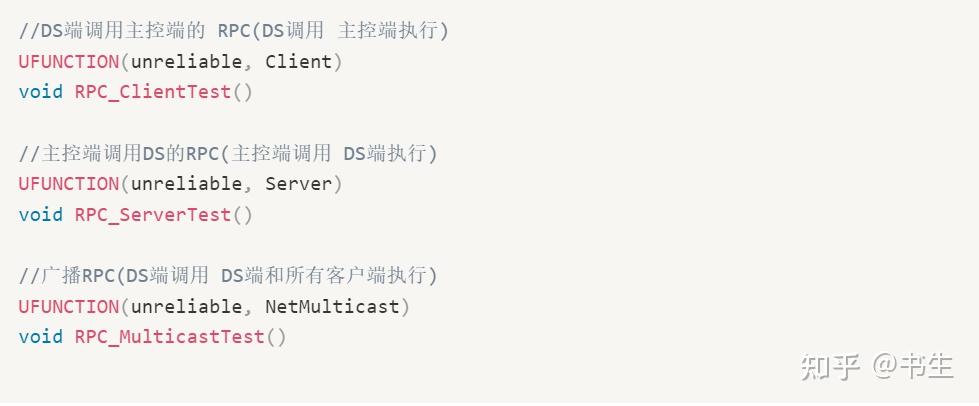 //DS端调用主控端的 RPC(DS调用 主控端执行)
UFUNCTION(unreliable, Client)
void RPC_ClientTest()
//主控端调用DS的RPC(主控端调用 DS端执行)
UFUNCTION(unreliable, Server)
void RPC_ServerTest()
//广播RPC(DS端调用 DS端和所有客户端执行)
UFUNCTION(unreliable, NetMulticast)
void RPC_MulticastTest()
知乎 @书生